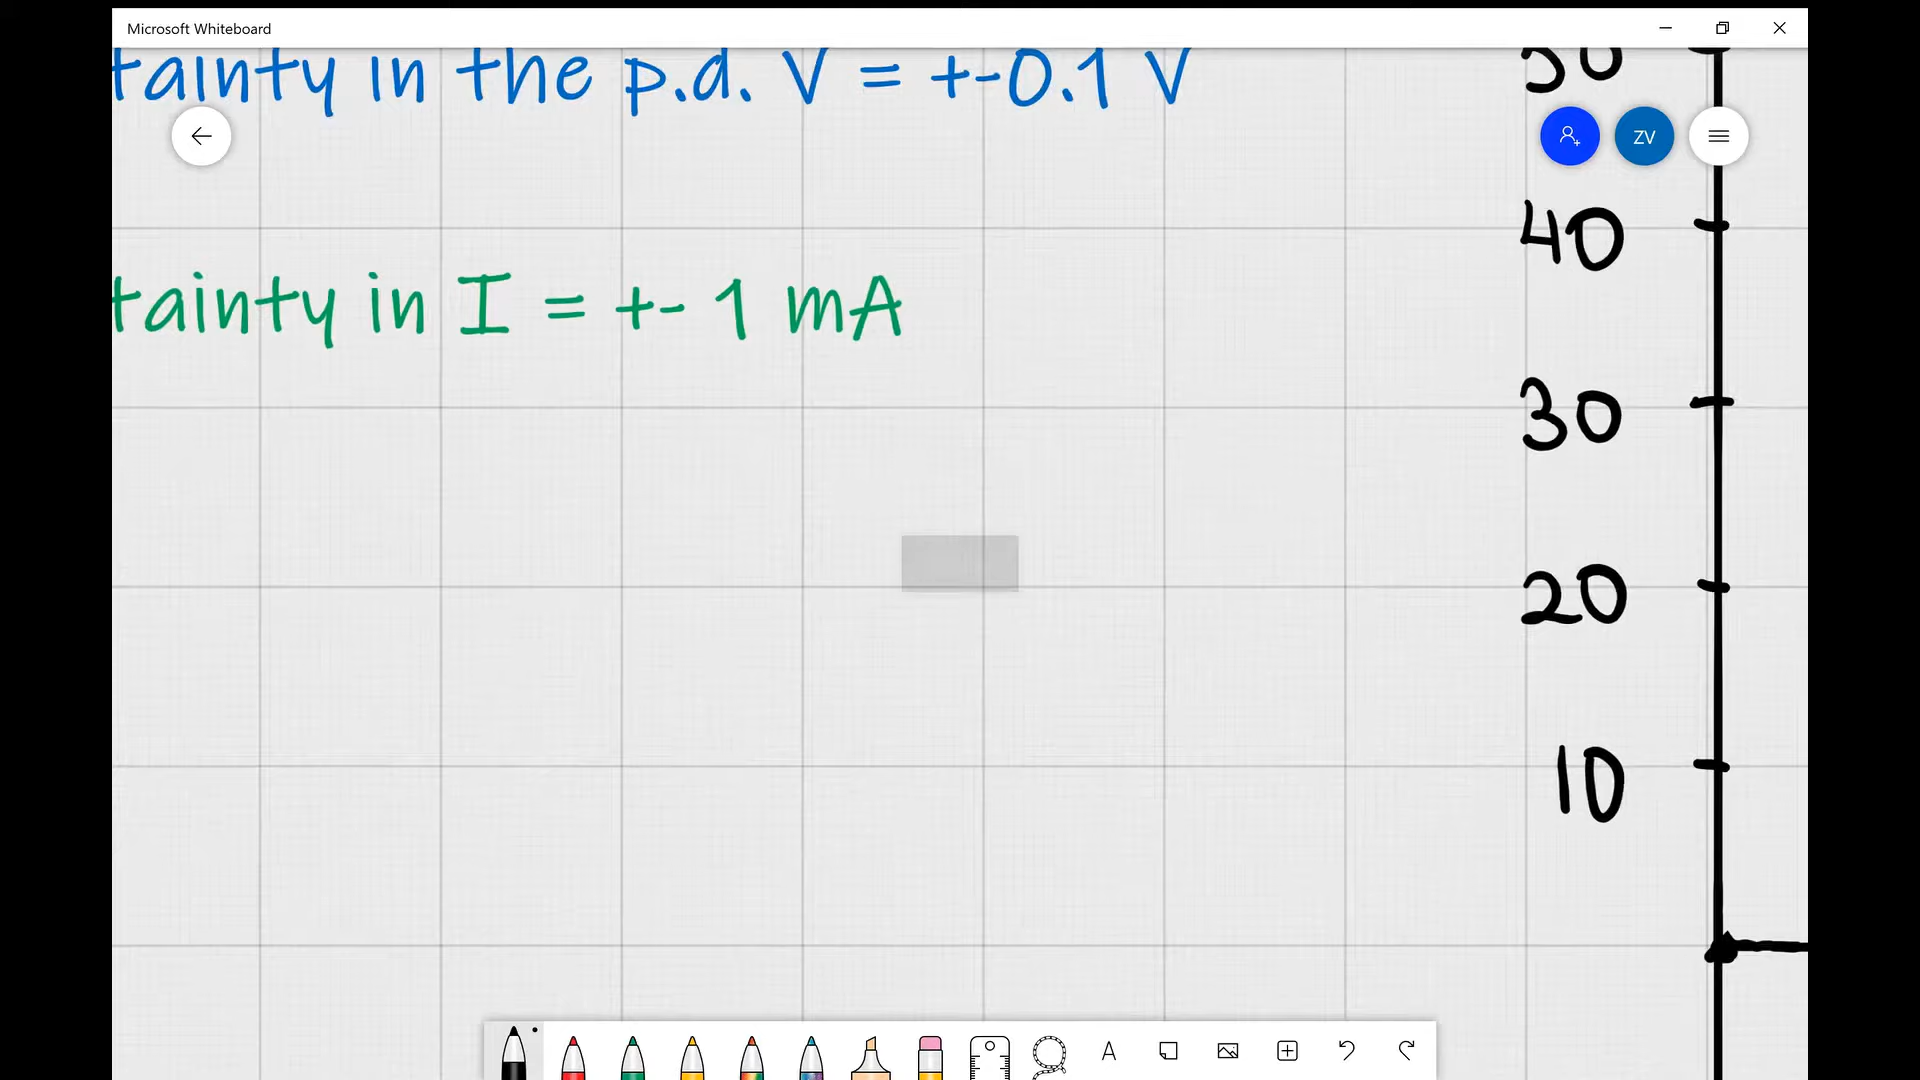 Microsoft Whiteboard
tainty in the p.d. V = +-0.1 V
ZV
40
tainty in I = +- 1 mA
30
20
10
A